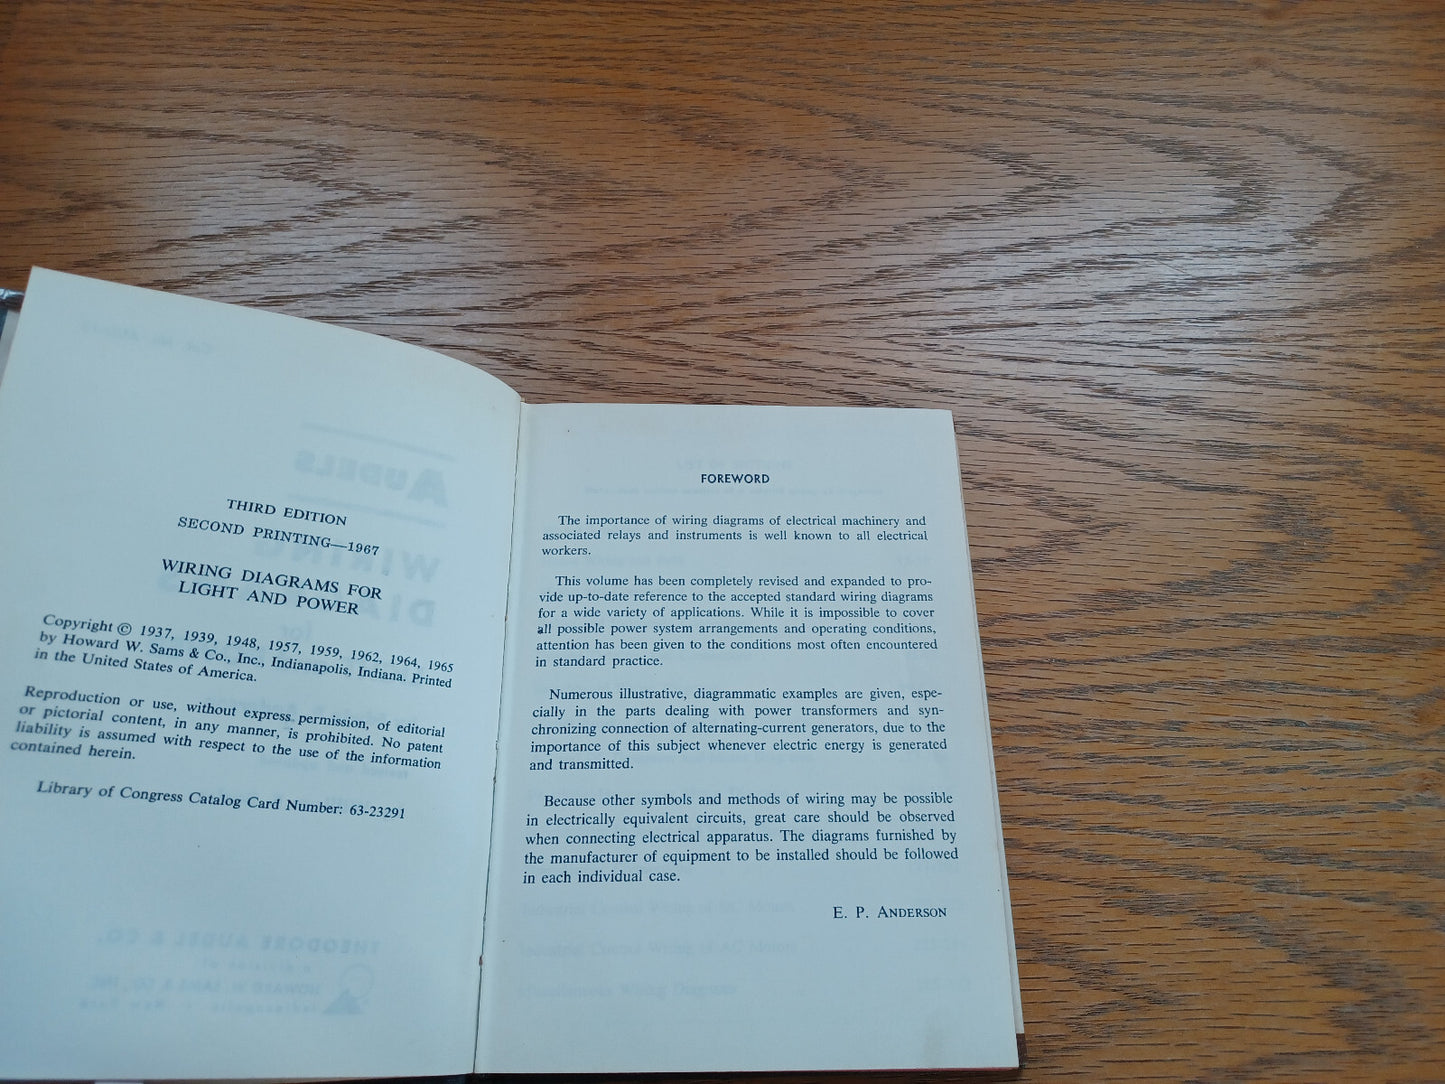 THIRD EDITION
SECOND PRINTING—1967
WIRING DIAGRAMS FOR
LIGHT AND POWER
Copyright © 1937, 1939, 1948, 1957, 1959, 1962, 1964, 1965
by Howard W. Sams & Co., Inc., Indianapolis, Indiana. Printed
in the United States of America.
Reproduction or use, without express permission, of editorial
or pictorial content, in any manner, is prohibited. No patent
liability is assumed with respect to the use of the information
contained herein.
Library of Congress Catalog Card Number: 63-23291
FOREWORD
The importance of wiring diagrams of electrical machinery and
associated relays and instruments is well known to all electrical
workers.
This volume has been completely revised and expanded to pro-
vide up-to-date reference to the accepted standard wiring diagrams
for a wide variety of applications. While it is impossible to cover
all possible power system arrangements and operating conditions,
attention has been given to the conditions most often encountered
in standard practice.
Numerous illustrative, diagrammatic examples are given, espe-
cially in the parts dealing with power transformers and syn-
chronizing connection of alternating-current generators, due to the
importance of this subject whenever electric energy is generated
and transmitted.
Because other symbols and methods of wiring may be possible
in electrically equivalent circuits, great care should be observed
when connecting electrical apparatus. The diagrams furnished by
the manufacturer of equipment to be installed should be followed
in each individual case.
E. P. ANDERSON